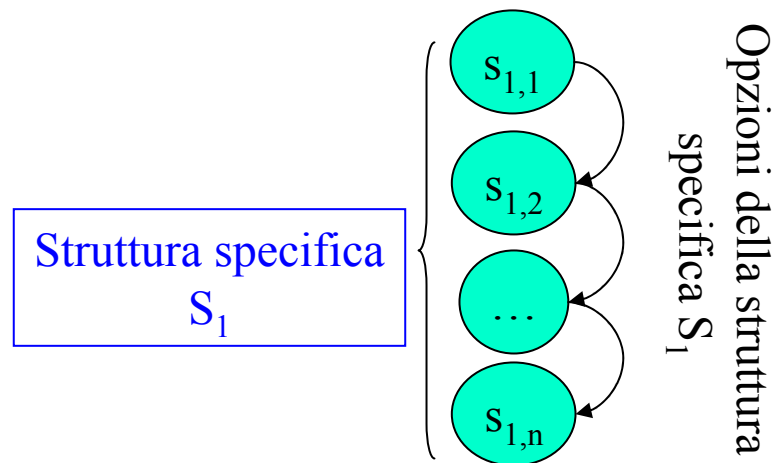 Struttura specifica
S₁
s₁,₁
s₁,₂
...
s₁,ₙ
Opzioni della struttura
specifica S₁